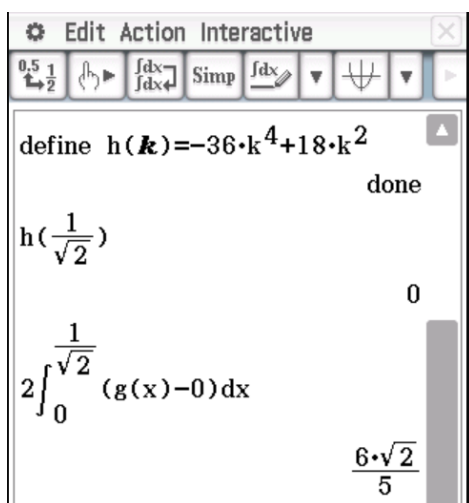 Edit Action Interactive
0.5 1/2 ∫dx ∫dx Simp ∫dx
define h(k)=-36·k^4+18·k^2
done
h(1/√2)
0
2∫_0^(1/√2) (g(x)-0)dx
6·√2/5